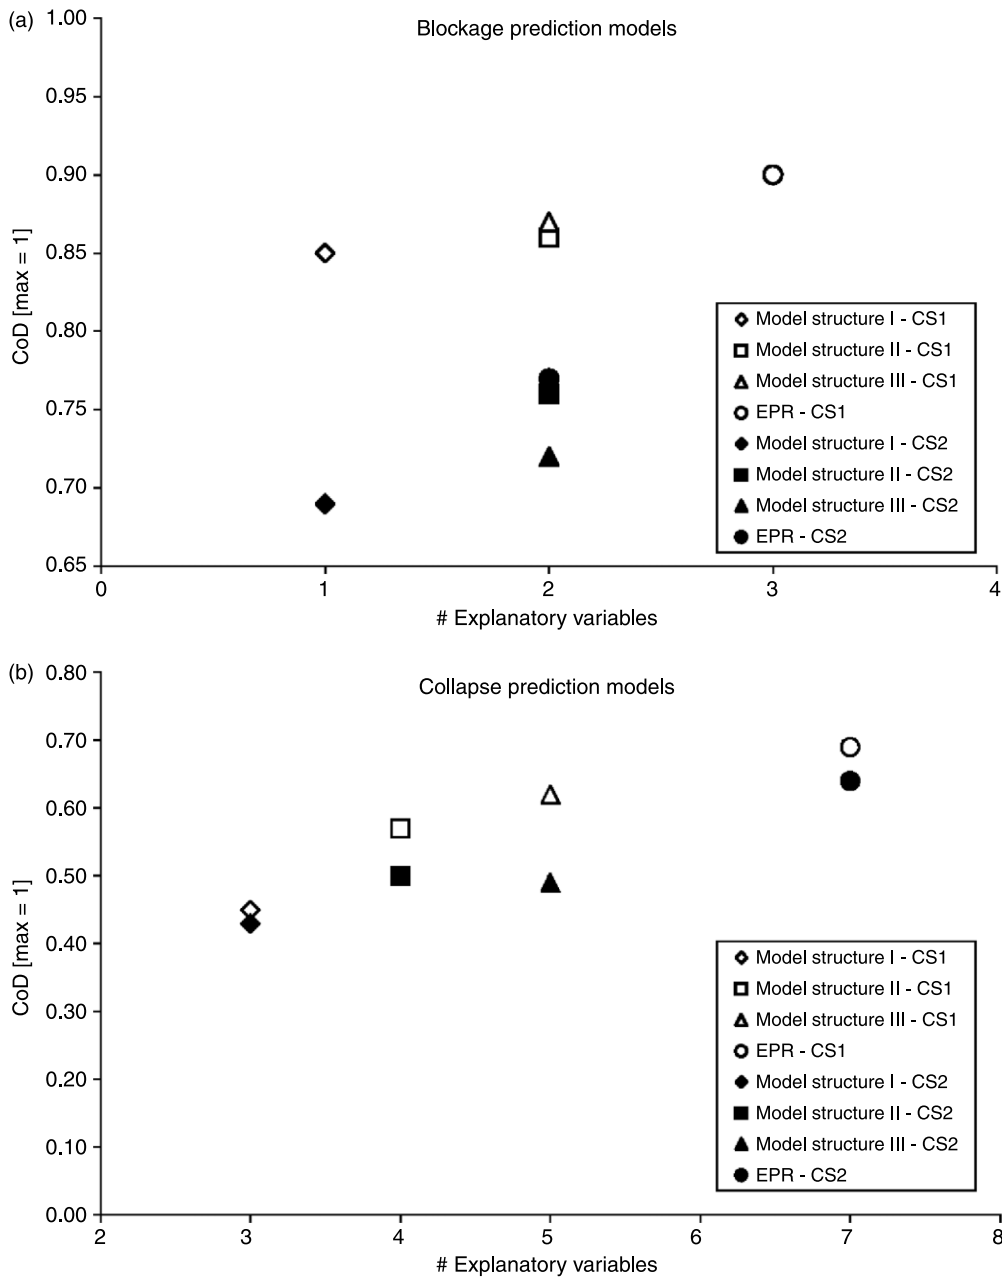 (a)
Blockage prediction models
1.00
0.95
0.90
0.85
0.80
0.75
0.70
0.65
CoD [max = 1]
Model structure I - CS1
Model structure II - CS1
Model structure III - CS1
EPR - CS1
Model structure I - CS2
Model structure II - CS2
Model structure III - CS2
EPR - CS2
0 1 2 3 4
# Explanatory variables
(b)
Collapse prediction models
0.80
0.70
0.60
0.50
0.40
0.30
0.20
0.10
0.00
CoD [max = 1]
Model structure I - CS1
Model structure II - CS1
Model structure III - CS1
EPR - CS1
Model structure I - CS2
Model structure II - CS2
Model structure III - CS2
EPR - CS2
2 3 4 5 6 7 8
# Explanatory variables